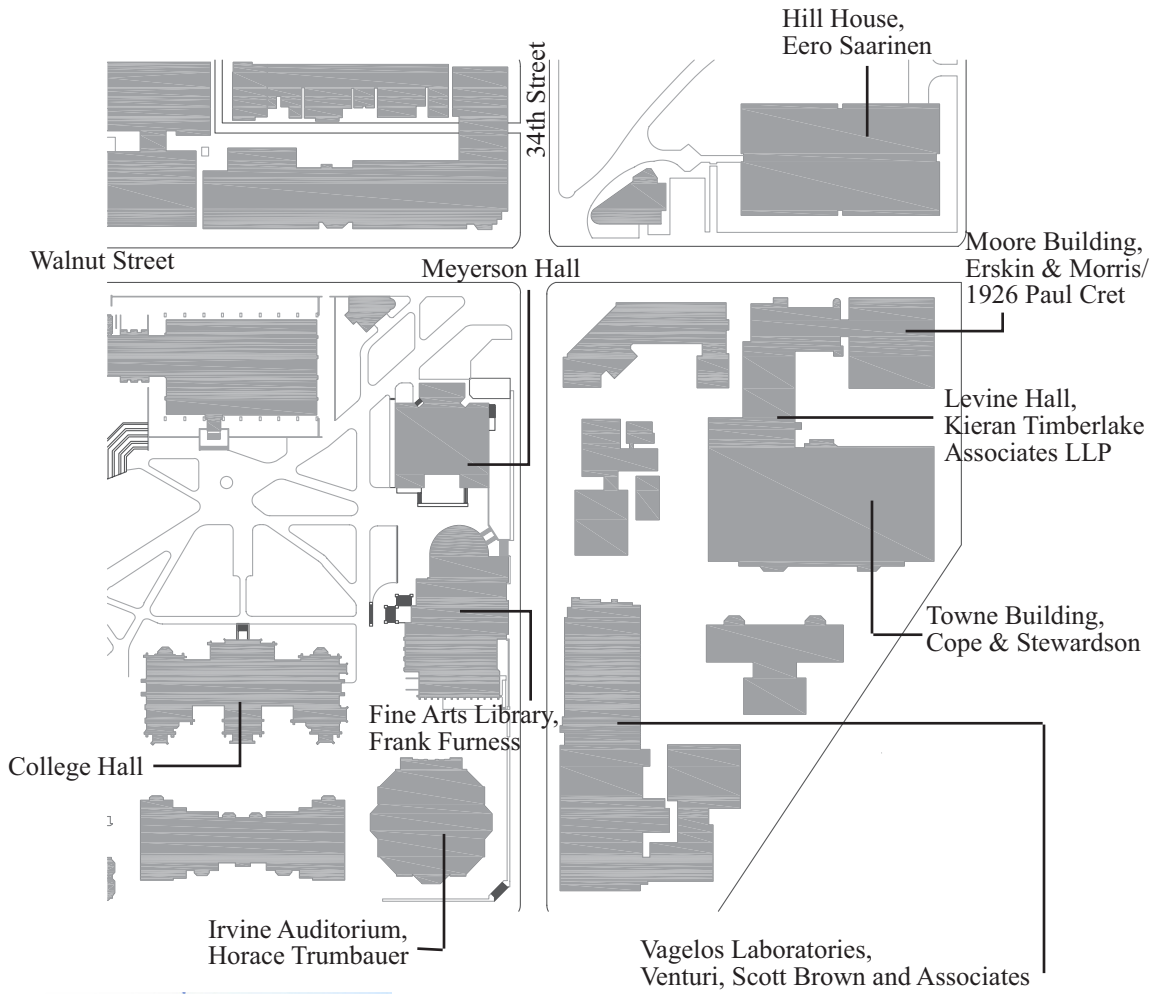 Hill House,
Eero Saarinen
34th Street
Walnut Street
Meyerson Hall
Moore Building,
Erskin & Morris/
1926 Paul Cret
Levine Hall,
Kieran Timberlake
Associates LLP
Towne Building,
Cope & Stewardson
Fine Arts Library,
Frank Furness
College Hall
Irvine Auditorium,
Horace Trumbauer
Vagelos Laboratories,
Venturi, Scott Brown and Associates